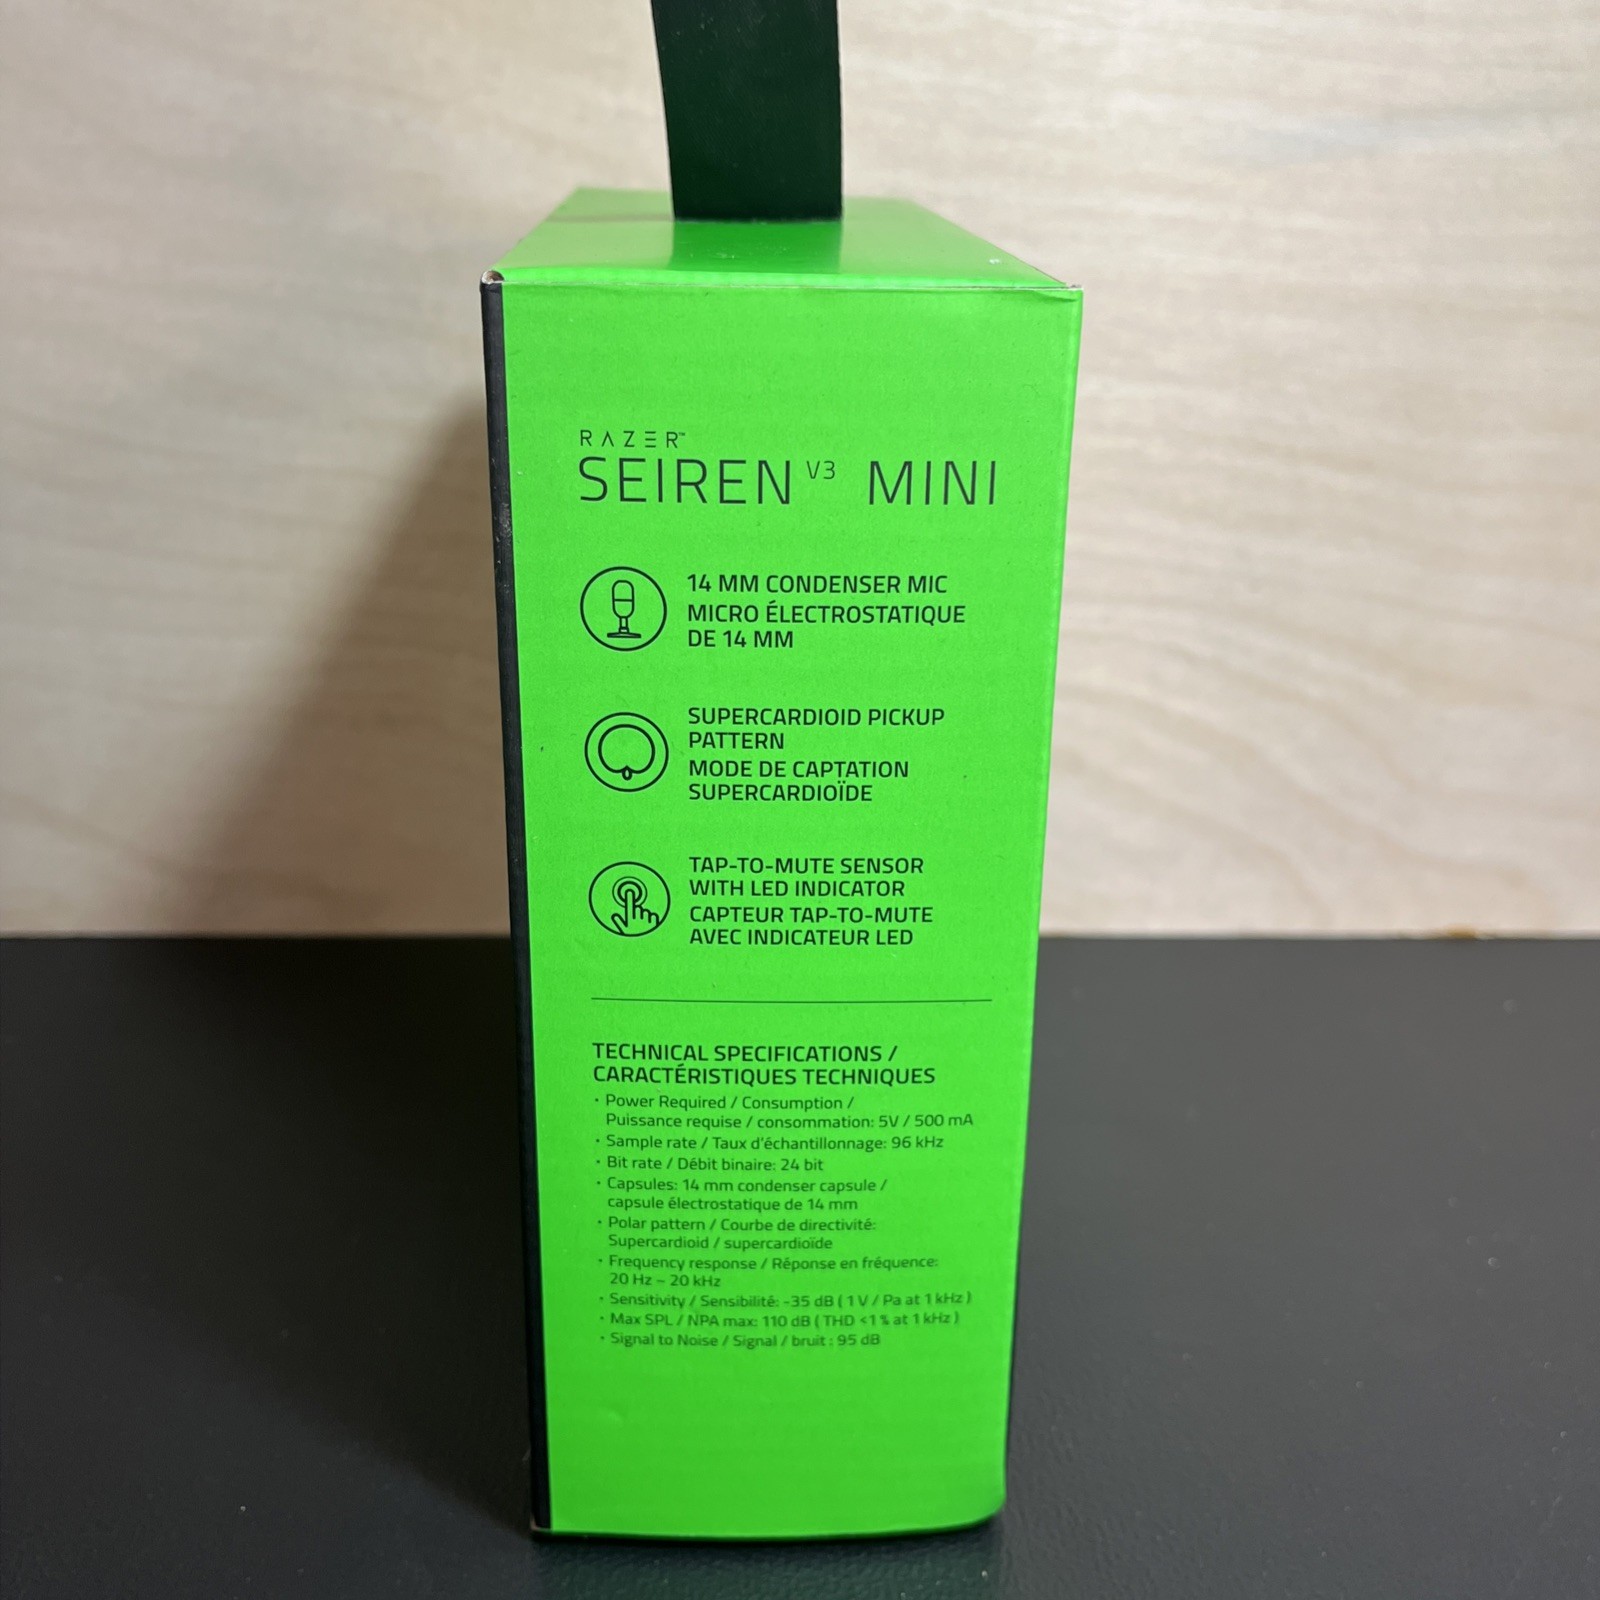 RAZER™
SEIREN V3 MINI
14 MM CONDENSER MIC
MICRO ÉLECTROSTATIQUE
DE 14 MM
SUPERCARDIOID PICKUP
PATTERN
MODE DE CAPTATION
SUPERCARDIOÏDE
TAP-TO-MUTE SENSOR
WITH LED INDICATOR
CAPTEUR TAP-TO-MUTE
AVEC INDICATEUR LED
TECHNICAL SPECIFICATIONS /
CARACTÉRISTIQUES TECHNIQUES
· Power Required / Consumption /
Puissance requise / consommation: 5V / 500 mA
· Sample rate / Taux d'échantillonnage: 96 kHz
· Bit rate / Débit binaire: 24 bit
· Capsules: 14 mm condenser capsule /
capsule électrostatique de 14 mm
· Polar pattern / Courbe de directivité:
Supercardioid / supercardioïde
· Frequency response / Réponse en fréquence:
20 Hz ~ 20 kHz
· Sensitivity / Sensibilité: -35 dB ( 1 V / Pa at 1 kHz )
· Max SPL / NPA max: 110 dB ( THD <1 % at 1 kHz )
· Signal to Noise / Signal / bruit : 95 dB